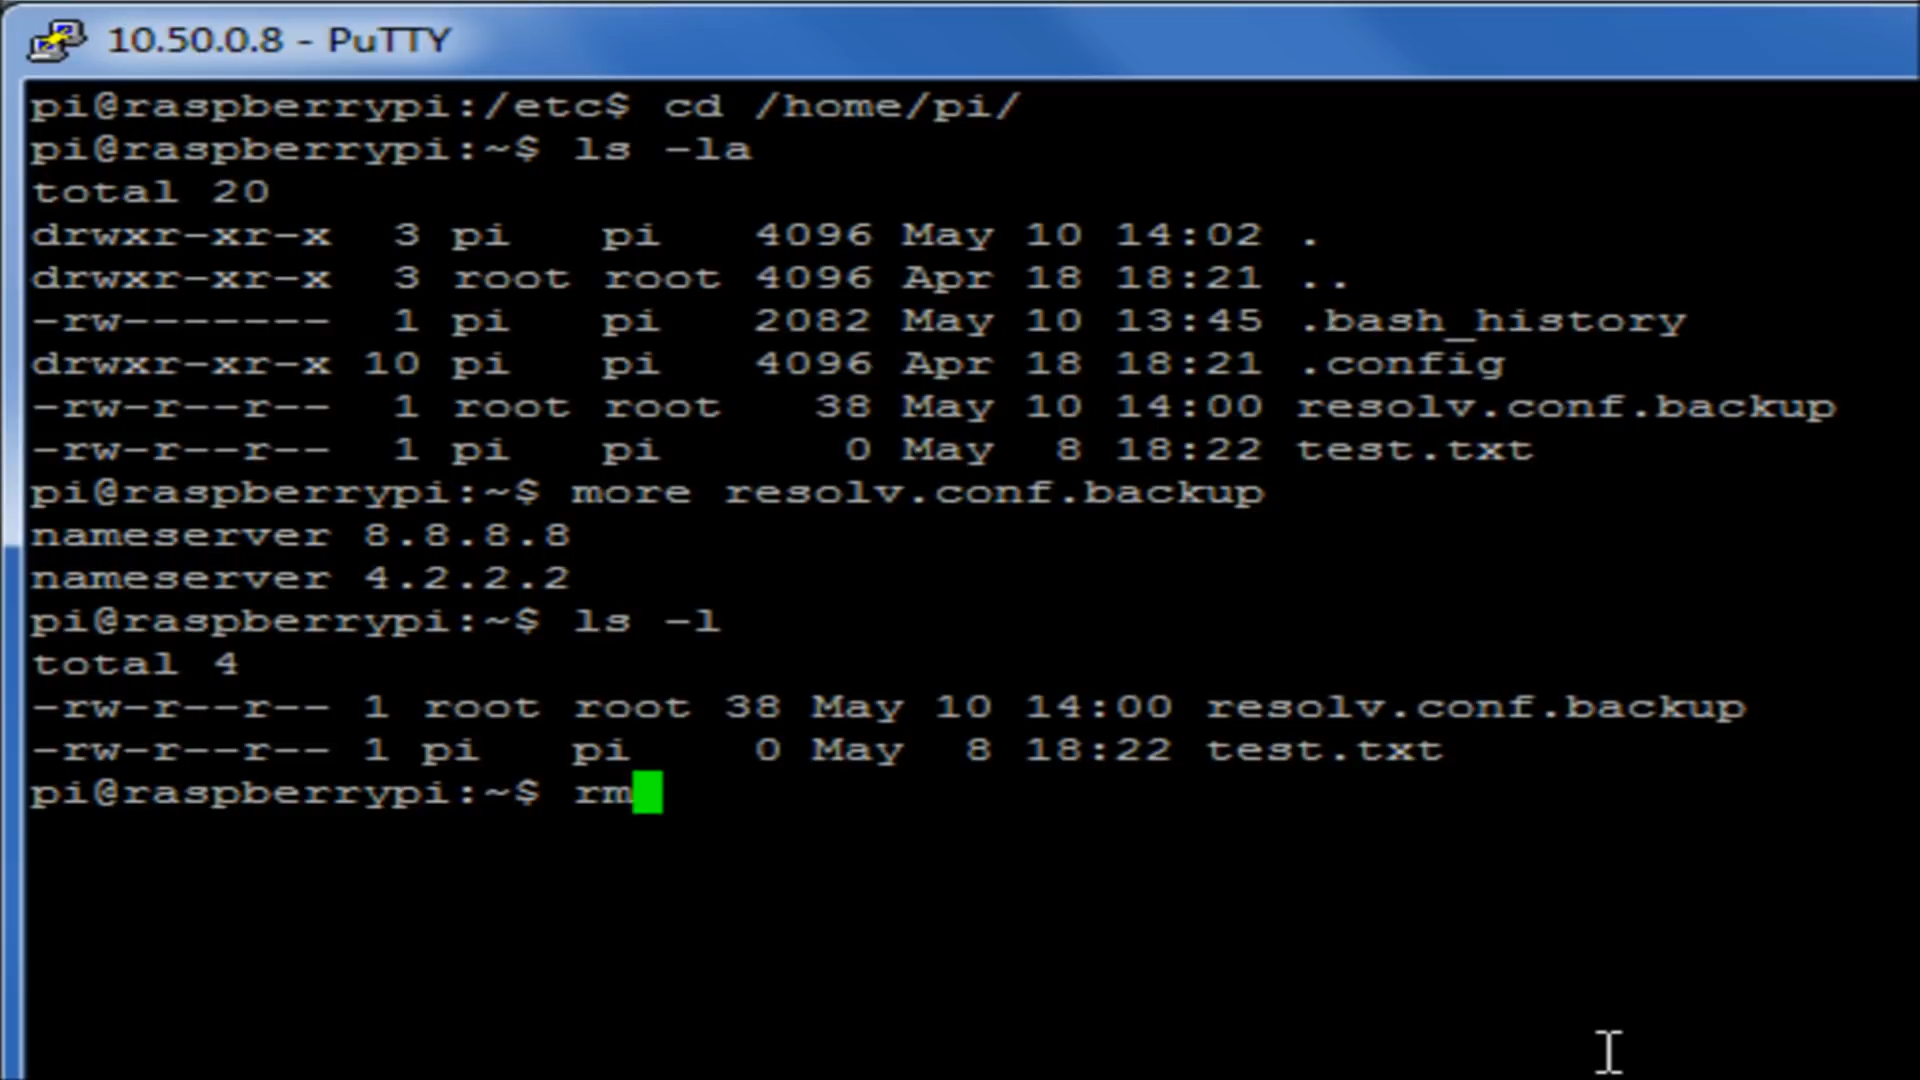 10.50.0.8 - PuTTY
pi@raspberrypi:/etc$ cd /home/pi/
pi@raspberrypi:~$ ls -la
total 20
drwxr-xr-x  3 pi   pi   4096 May 10 14:02 .
drwxr-xr-x  3 root root 4096 Apr 18 18:21 ..
-rw-------  1 pi   pi   2082 May 10 13:45 .bash_history
drwxr-xr-x 10 pi   pi   4096 Apr 18 18:21 .config
-rw-r--r--  1 root root   38 May 10 14:00 resolv.conf.backup
-rw-r--r--  1 pi   pi      0 May  8 18:22 test.txt
pi@raspberrypi:~$ more resolv.conf.backup
nameserver 8.8.8.8
nameserver 4.2.2.2
pi@raspberrypi:~$ ls -l
total 4
-rw-r--r-- 1 root root 38 May 10 14:00 resolv.conf.backup
-rw-r--r-- 1 pi   pi    0 May  8 18:22 test.txt
pi@raspberrypi:~$ rm